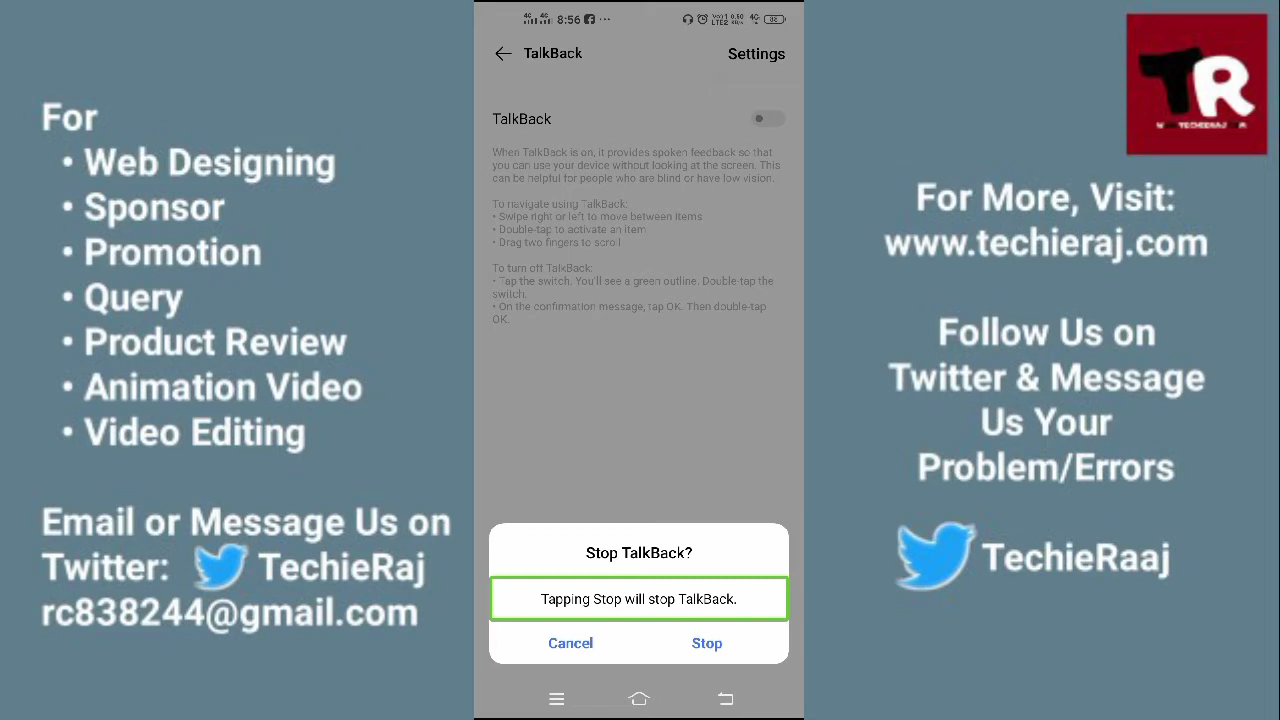 For
• Web Designing
• Sponsor
• Promotion
• Query
• Product Review
• Animation Video
• Video Editing
Email or Message Us on
Twitter: TechieRaj
rc838244@gmail.com
8:56
TalkBack
Settings
TalkBack
When TalkBack is on, it provides spoken feedback so that
you can use your device without looking at the screen. This
can be helpful for people who are blind or have low vision.
To navigate using TalkBack:
• Swipe right or left to move between items
• Double-tap to activate an item
• Drag two fingers to scroll
To turn off TalkBack:
• Tap the switch. You'll see a green outline. Double-tap the
switch.
• On the confirmation message, tap OK. Then double-tap
OK.
Stop TalkBack?
Tapping Stop will stop TalkBack.
Cancel
Stop
TR
For More, Visit:
www.techieraj.com
Follow Us on
Twitter & Message
Us Your
Problem/Errors
TechieRaaj